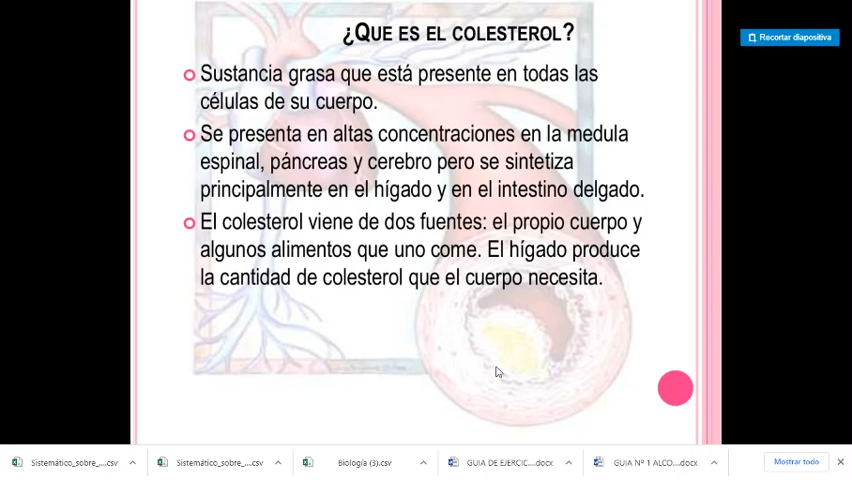 ¿QUE ES EL COLESTEROL?
Recortar diapositiva
Sustancia grasa que está presente en todas las
células de su cuerpo.
Se presenta en altas concentraciones en la medula
espinal, páncreas y cerebro pero se sintetiza
principalmente en el hígado y en el intestino delgado.
El colesterol viene de dos fuentes: el propio cuerpo y
algunos alimentos que uno come. El hígado produce
la cantidad de colesterol que el cuerpo necesita.
Sistemático_sobre_....csv
Sistemático_sobre_....csv
Biología (3).csv
GUIA DE EJERCIC....docx
GUIA Nº 1 ALCO....docx
Mostrar todo